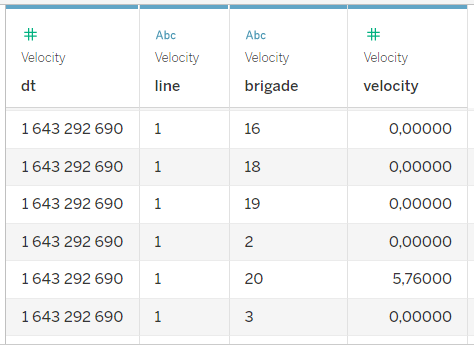 # Abc Abc #
Velocity Velocity Velocity Velocity
dt line brigade velocity
1 643 292 690 1 16 0,00000
1 643 292 690 1 18 0,00000
1 643 292 690 1 19 0,00000
1 643 292 690 1 2 0,00000
1 643 292 690 1 20 5,76000
1 643 292 690 1 3 0,00000